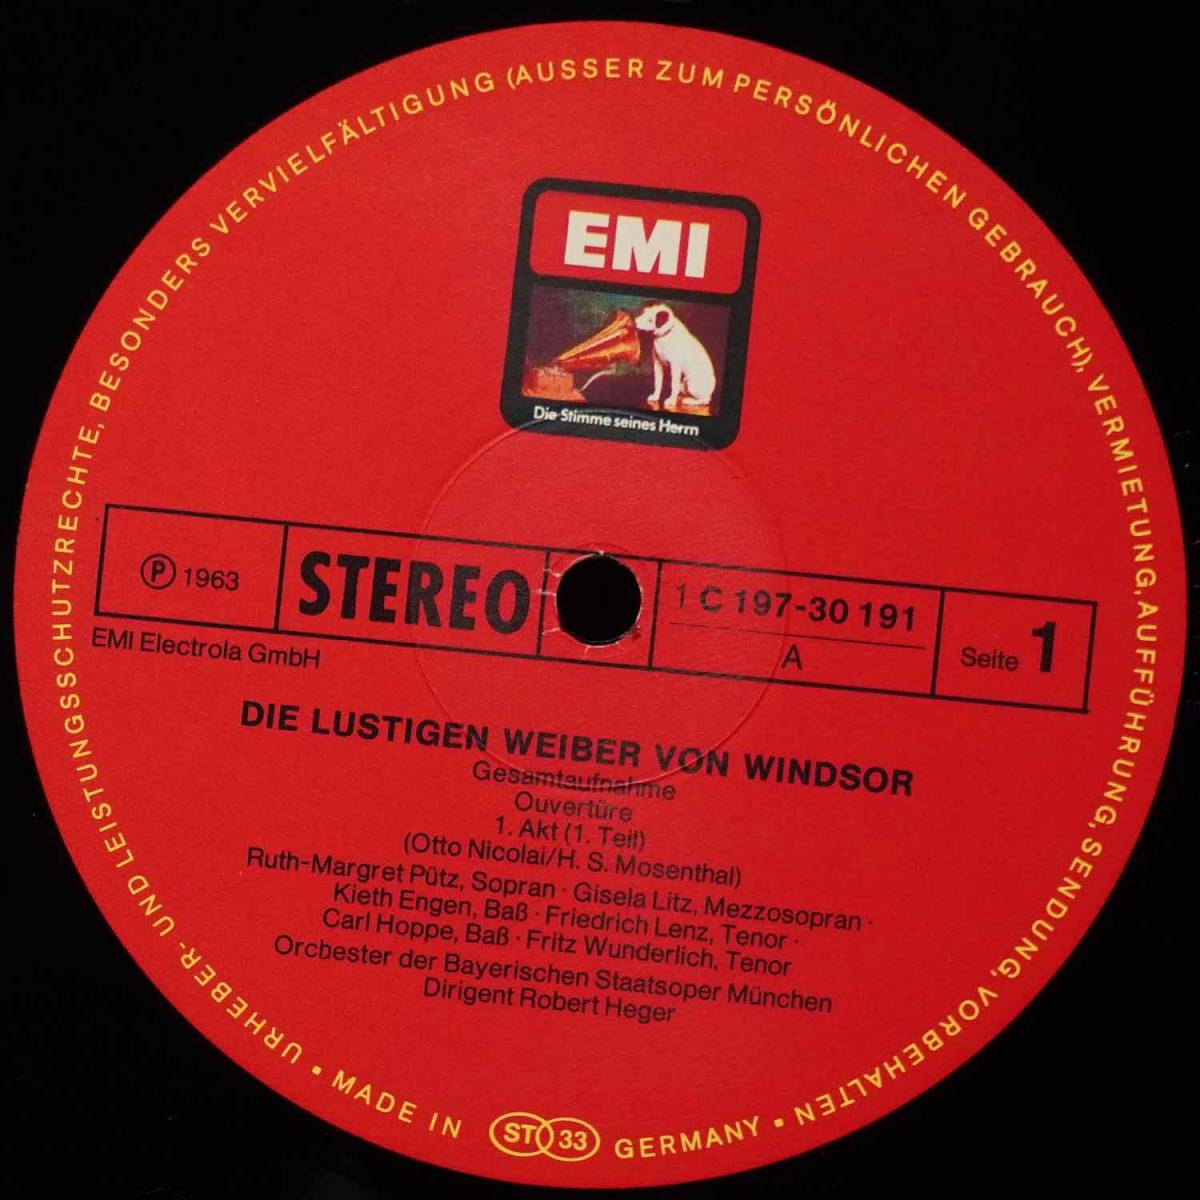 URHEBER- UND LEISTUNGSSCHUTZRECHTE, BESONDERS VERVIELFÄLTIGUNG (AUSSER ZUM PERSÖNLICHEN GEBRAUCH), VERMIETUNG, AUFFÜHRUNG, SENDUNG, VORBEHALTEN •
EMI
Die Stimme seines Herrn
Ⓟ 1963
STEREO
1 C 197-30 191
A
Seite 1
EMI Electrola GmbH
DIE LUSTIGEN WEIBER VON WINDSOR
Gesamtaufnahme
Ouvertüre
1. Akt (1. Teil)
(Otto Nicolai/H. S. Mosenthal)
Ruth-Margret Pütz, Sopran · Gisela Litz, Mezzosopran ·
Kieth Engen, Baß · Friedrich Lenz, Tenor ·
Carl Hoppe, Baß · Fritz Wunderlich, Tenor
Orchester der Bayerischen Staatsoper München
Dirigent Robert Heger
• MADE IN ST 33 GERMANY